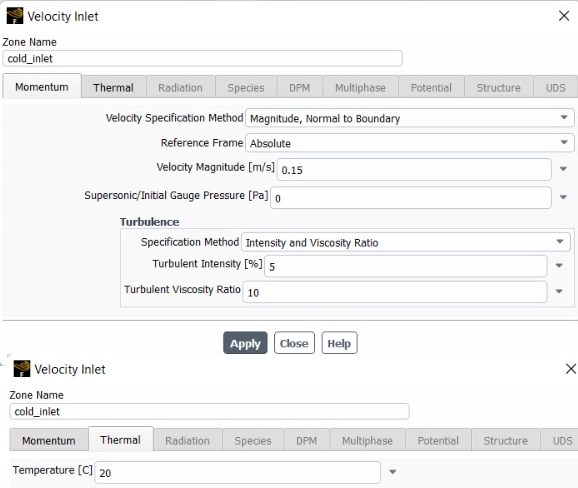 Velocity Inlet
Zone Name
cold_inlet
Momentum Thermal Radiation Species DPM Multiphase Potential Structure UDS
Velocity Specification Method Magnitude, Normal to Boundary
Reference Frame Absolute
Velocity Magnitude [m/s] 0.15
Supersonic/Initial Gauge Pressure [Pa] 0
Turbulence
Specification Method Intensity and Viscosity Ratio
Turbulent Intensity [%] 5
Turbulent Viscosity Ratio 10
Apply Close Help
Velocity Inlet
Zone Name
cold_inlet
Momentum Thermal Radiation Species DPM Multiphase Potential Structure UDS
Temperature [C] 20